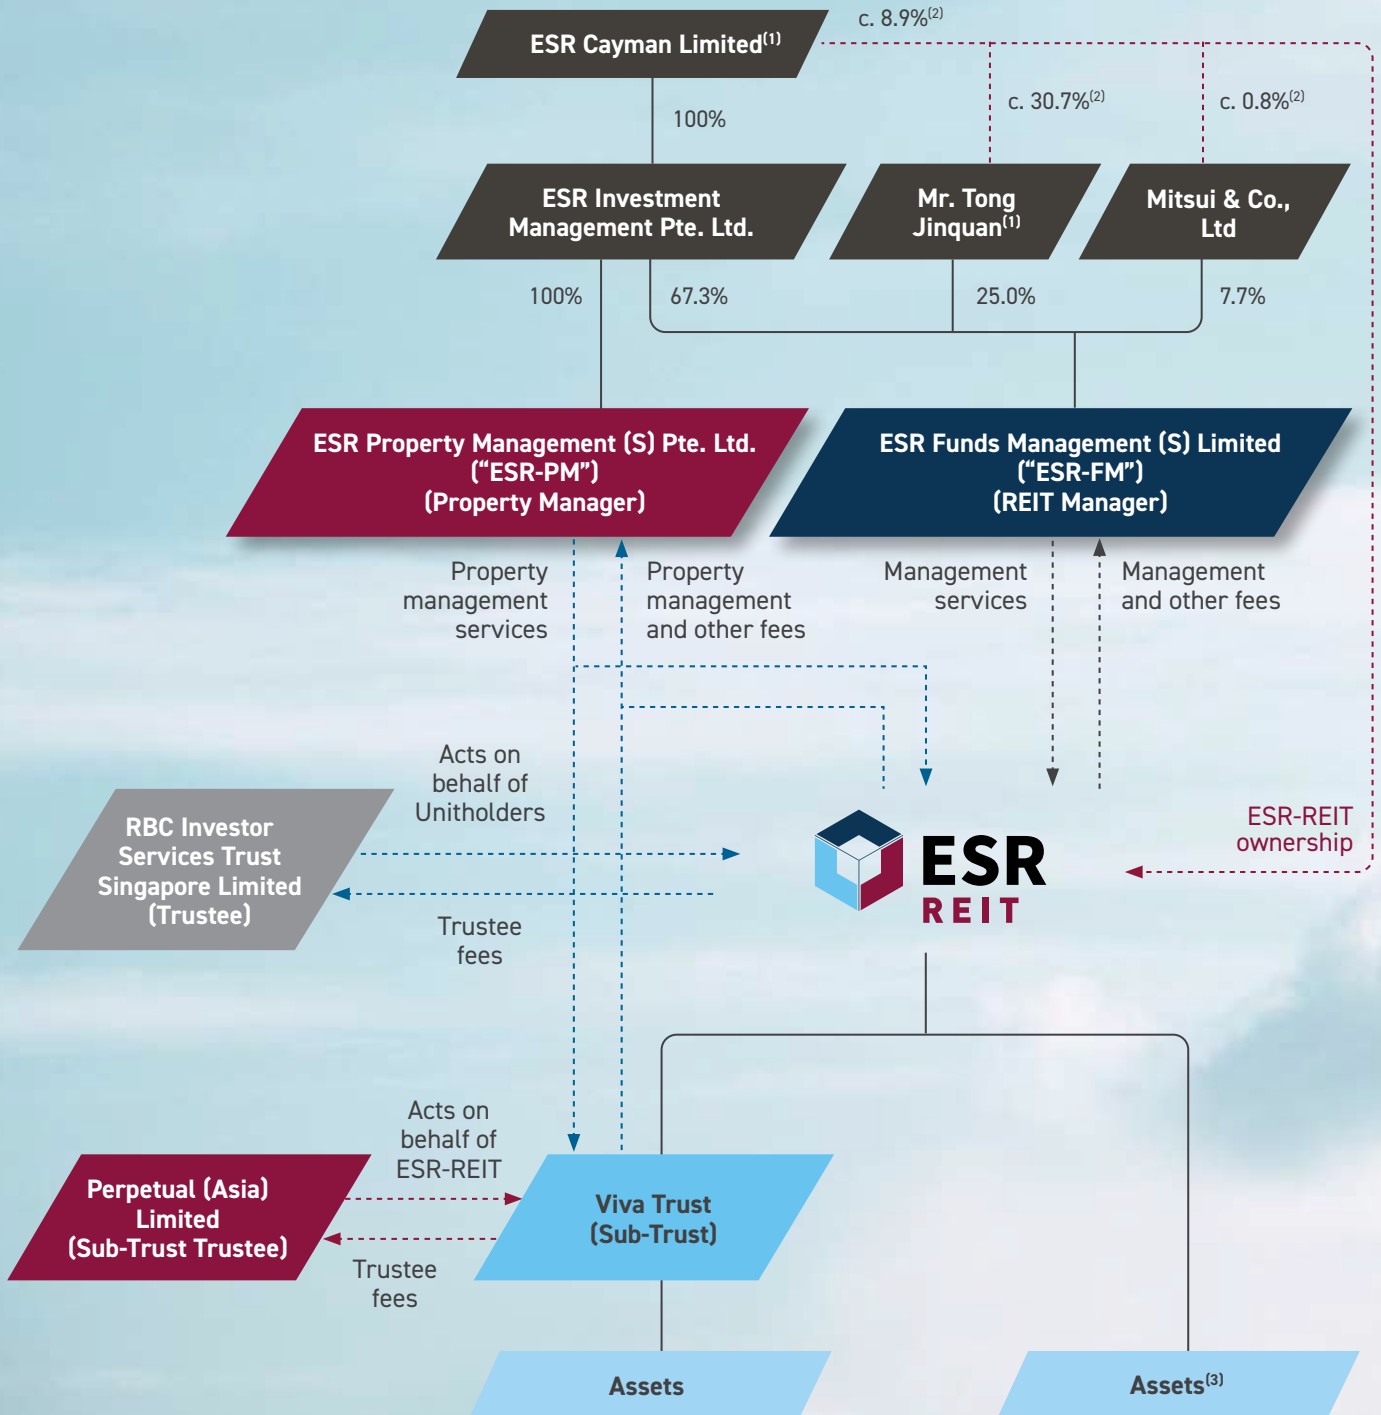 ESR Cayman Limited(1)
c. 8.9%(2)
100%
c. 30.7%(2)
c. 0.8%(2)
ESR Investment
Management Pte. Ltd.
Mr. Tong
Jinquan(1)
Mitsui & Co.,
Ltd
100%
67.3%
25.0%
7.7%
ESR Property Management (S) Pte. Ltd.
(“ESR-PM”)
(Property Manager)
ESR Funds Management (S) Limited
(“ESR-FM”)
(REIT Manager)
Property
management
services
Property
management
and other fees
Management
services
Management
and other fees
Acts on
behalf of
Unitholders
RBC Investor
Services Trust
Singapore Limited
(Trustee)
Trustee
fees
ESR
REIT
ESR-REIT
ownership
Acts on
behalf of
ESR-REIT
Perpetual (Asia)
Limited
(Sub-Trust Trustee)
Trustee
fees
Viva Trust
(Sub-Trust)
Assets
Assets(3)